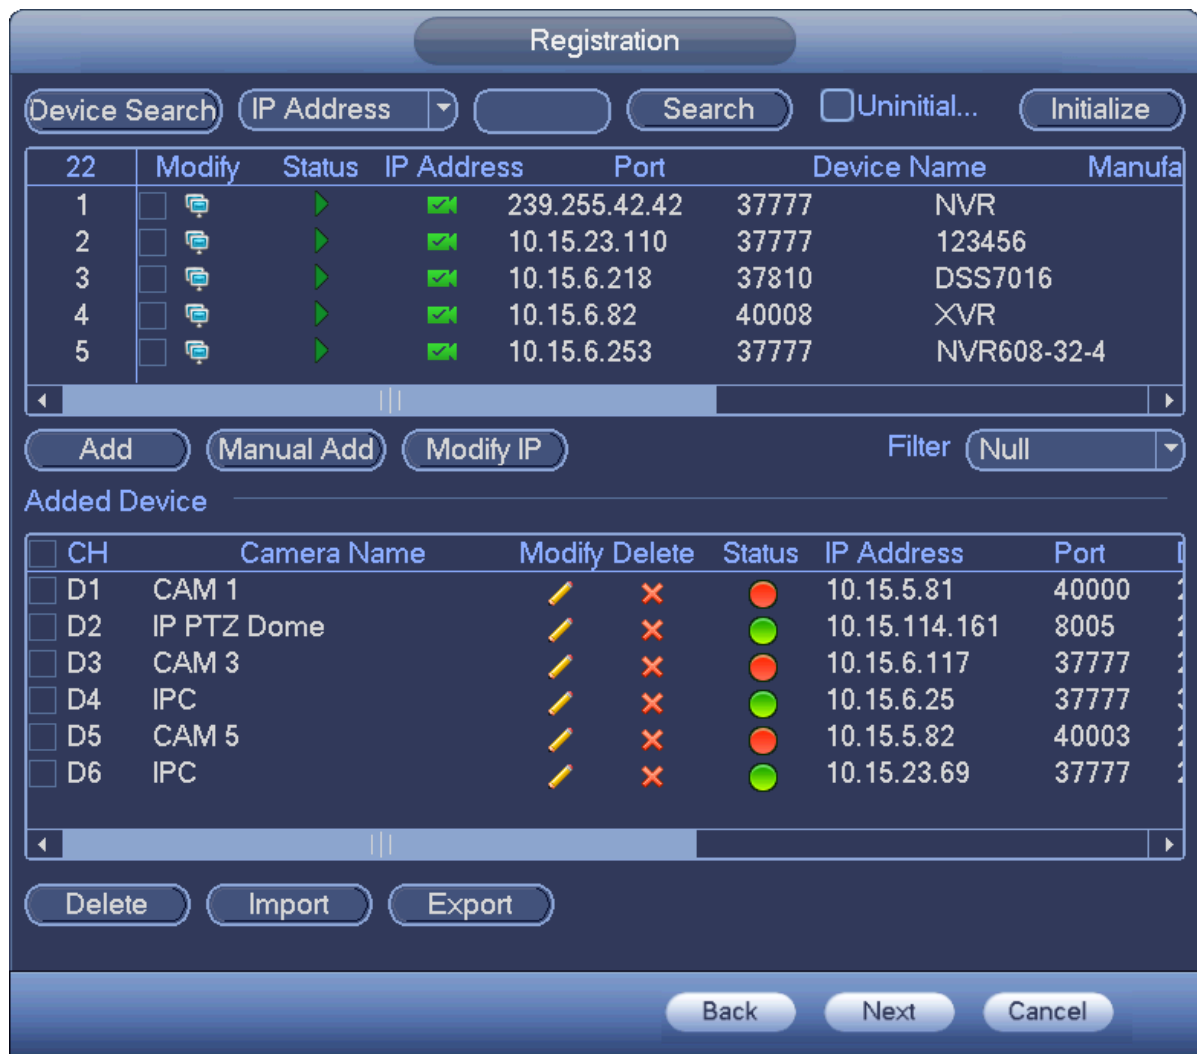 Registration
Device Search IP Address Search Uninitial... Initialize
22 Modify Status IP Address Port Device Name Manufa
1 239.255.42.42 37777 NVR
2 10.15.23.110 37777 123456
3 10.15.6.218 37810 DSS7016
4 10.15.6.82 40008 XVR
5 10.15.6.253 37777 NVR608-32-4
Add Manual Add Modify IP Filter Null
Added Device
CH Camera Name Modify Delete Status IP Address Port
D1 CAM 1 10.15.5.81 40000
D2 IP PTZ Dome 10.15.114.161 8005
D3 CAM 3 10.15.6.117 37777
D4 IPC 10.15.6.25 37777
D5 CAM 5 10.15.5.82 40003
D6 IPC 10.15.23.69 37777
Delete Import Export
Back Next Cancel